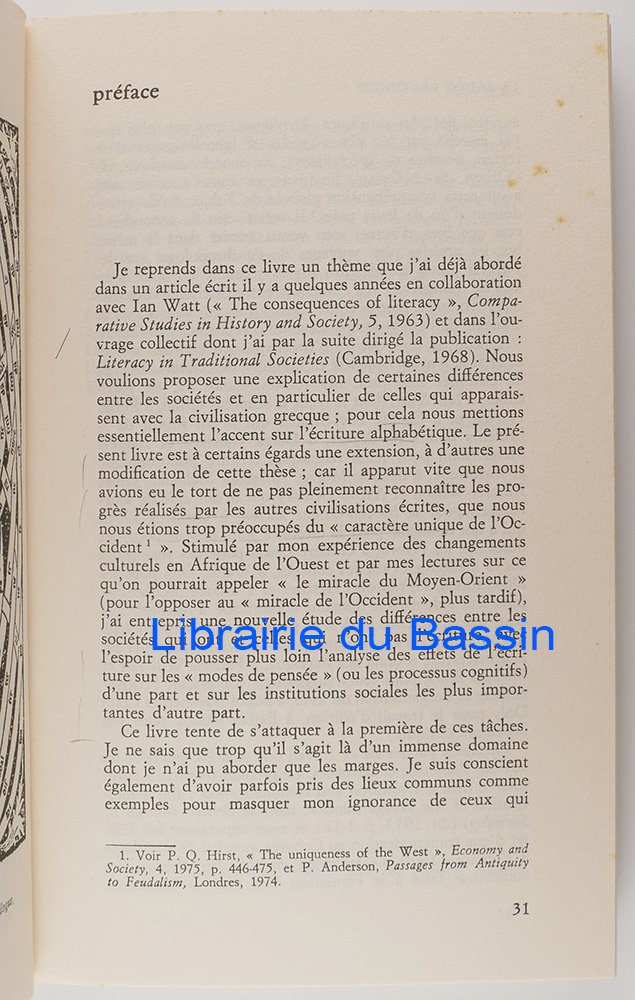 préface
Je reprends dans ce livre un thème que j'ai déjà abordé
dans un article écrit il y a quelques années en collaboration
avec Ian Watt (« The consequences of literacy », Compa-
rative Studies in History and Society, 5, 1963) et dans l'ou-
vrage collectif dont j'ai par la suite dirigé la publication :
Literacy in Traditional Societies (Cambridge, 1968). Nous
voulions proposer une explication de certaines différences
entre les sociétés et en particulier de celles qui apparais-
sent avec la civilisation grecque ; pour cela nous mettions
essentiellement l'accent sur l'écriture alphabétique. Le pré-
sent livre est à certains égards une extension, à d'autres une
modification de cette thèse ; car il apparut vite que nous
avions eu le tort de ne pas pleinement reconnaître les pro-
grès réalisés par les autres civilisations écrites, que nous
nous étions trop préoccupés du « caractère unique de l'Oc-
cident 1 ». Stimulé par mon expérience des changements
culturels en Afrique de l'Ouest et par mes lectures sur ce
qu'on pourrait appeler « le miracle du Moyen-Orient »
(pour l'opposer au « miracle de l'Occident », plus tardif),
j'ai entrepris une nouvelle étude des différences entre les
sociétés qui ont et celles qui n'ont pas l'écriture avec
Librairie du Bassin
l'espoir de pousser plus loin l'analyse des effets de l'écri-
ture sur les « modes de pensée » (ou les processus cognitifs)
d'une part et sur les institutions sociales les plus impor-
tantes d'autre part.
Ce livre tente de s'attaquer à la première de ces tâches.
Je ne sais que trop qu'il s'agit là d'un immense domaine
dont je n'ai pu aborder que les marges. Je suis conscient
également d'avoir parfois pris des lieux communs comme
exemples pour masquer mon ignorance de ceux qui
1. Voir P. Q. Hirst, « The uniqueness of the West », Economy and
Society, 4, 1975, p. 446-475, et P. Anderson, Passages from Antiquity
to Feudalism, Londres, 1974.
31